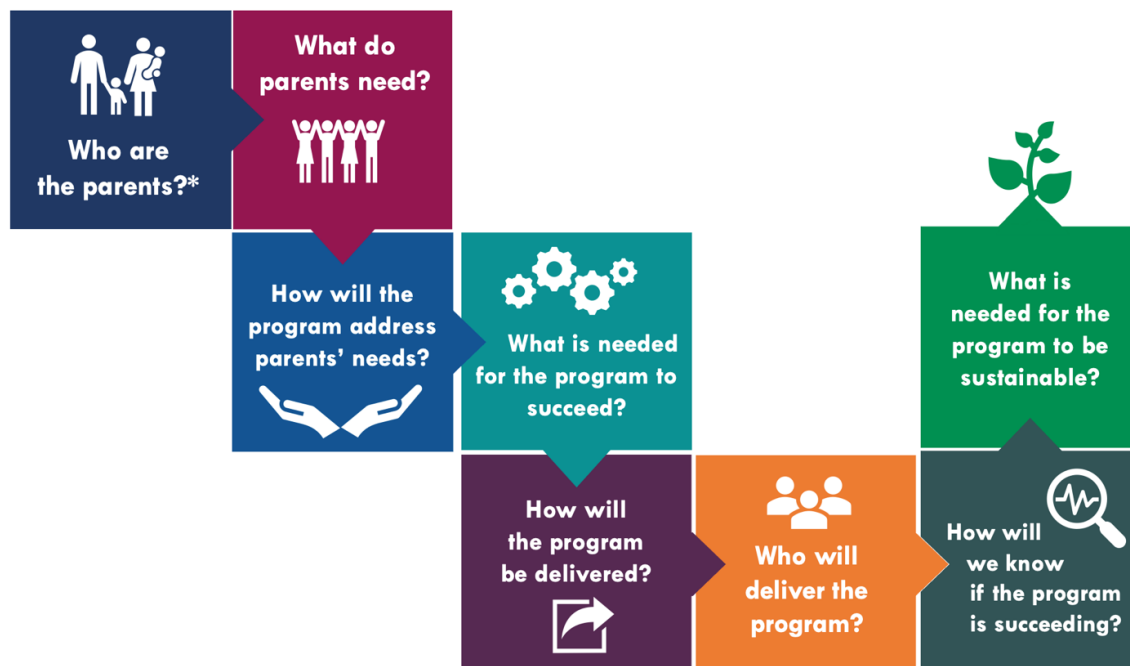 Who are
the parents?*
What do
parents need?
How will the
program address
parents’ needs?
What is needed
for the program to
succeed?
How will
the program
be delivered?
Who will
deliver the
program?
How will
we know
if the program
is succeeding?
What is
needed for the
program to be
sustainable?